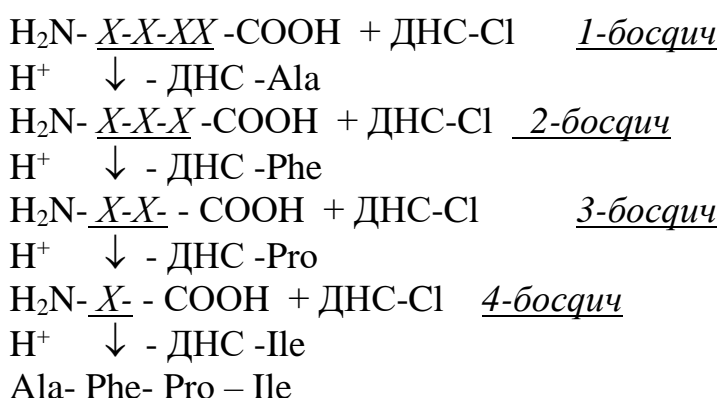 H₂N- X-X-XX -COOH + ДНС-Cl 1-босқич
H⁺ ↓ - ДНС -Ala
H₂N- X-X-X -COOH + ДНС-Cl 2-босқич
H⁺ ↓ - ДНС -Phe
H₂N- X-X- - COOH + ДНС-Cl 3-босқич
H⁺ ↓ - ДНС -Pro
H₂N- X- - COOH + ДНС-Cl 4-босқич
H⁺ ↓ - ДНС -Ile
Ala- Phe- Pro – Ile